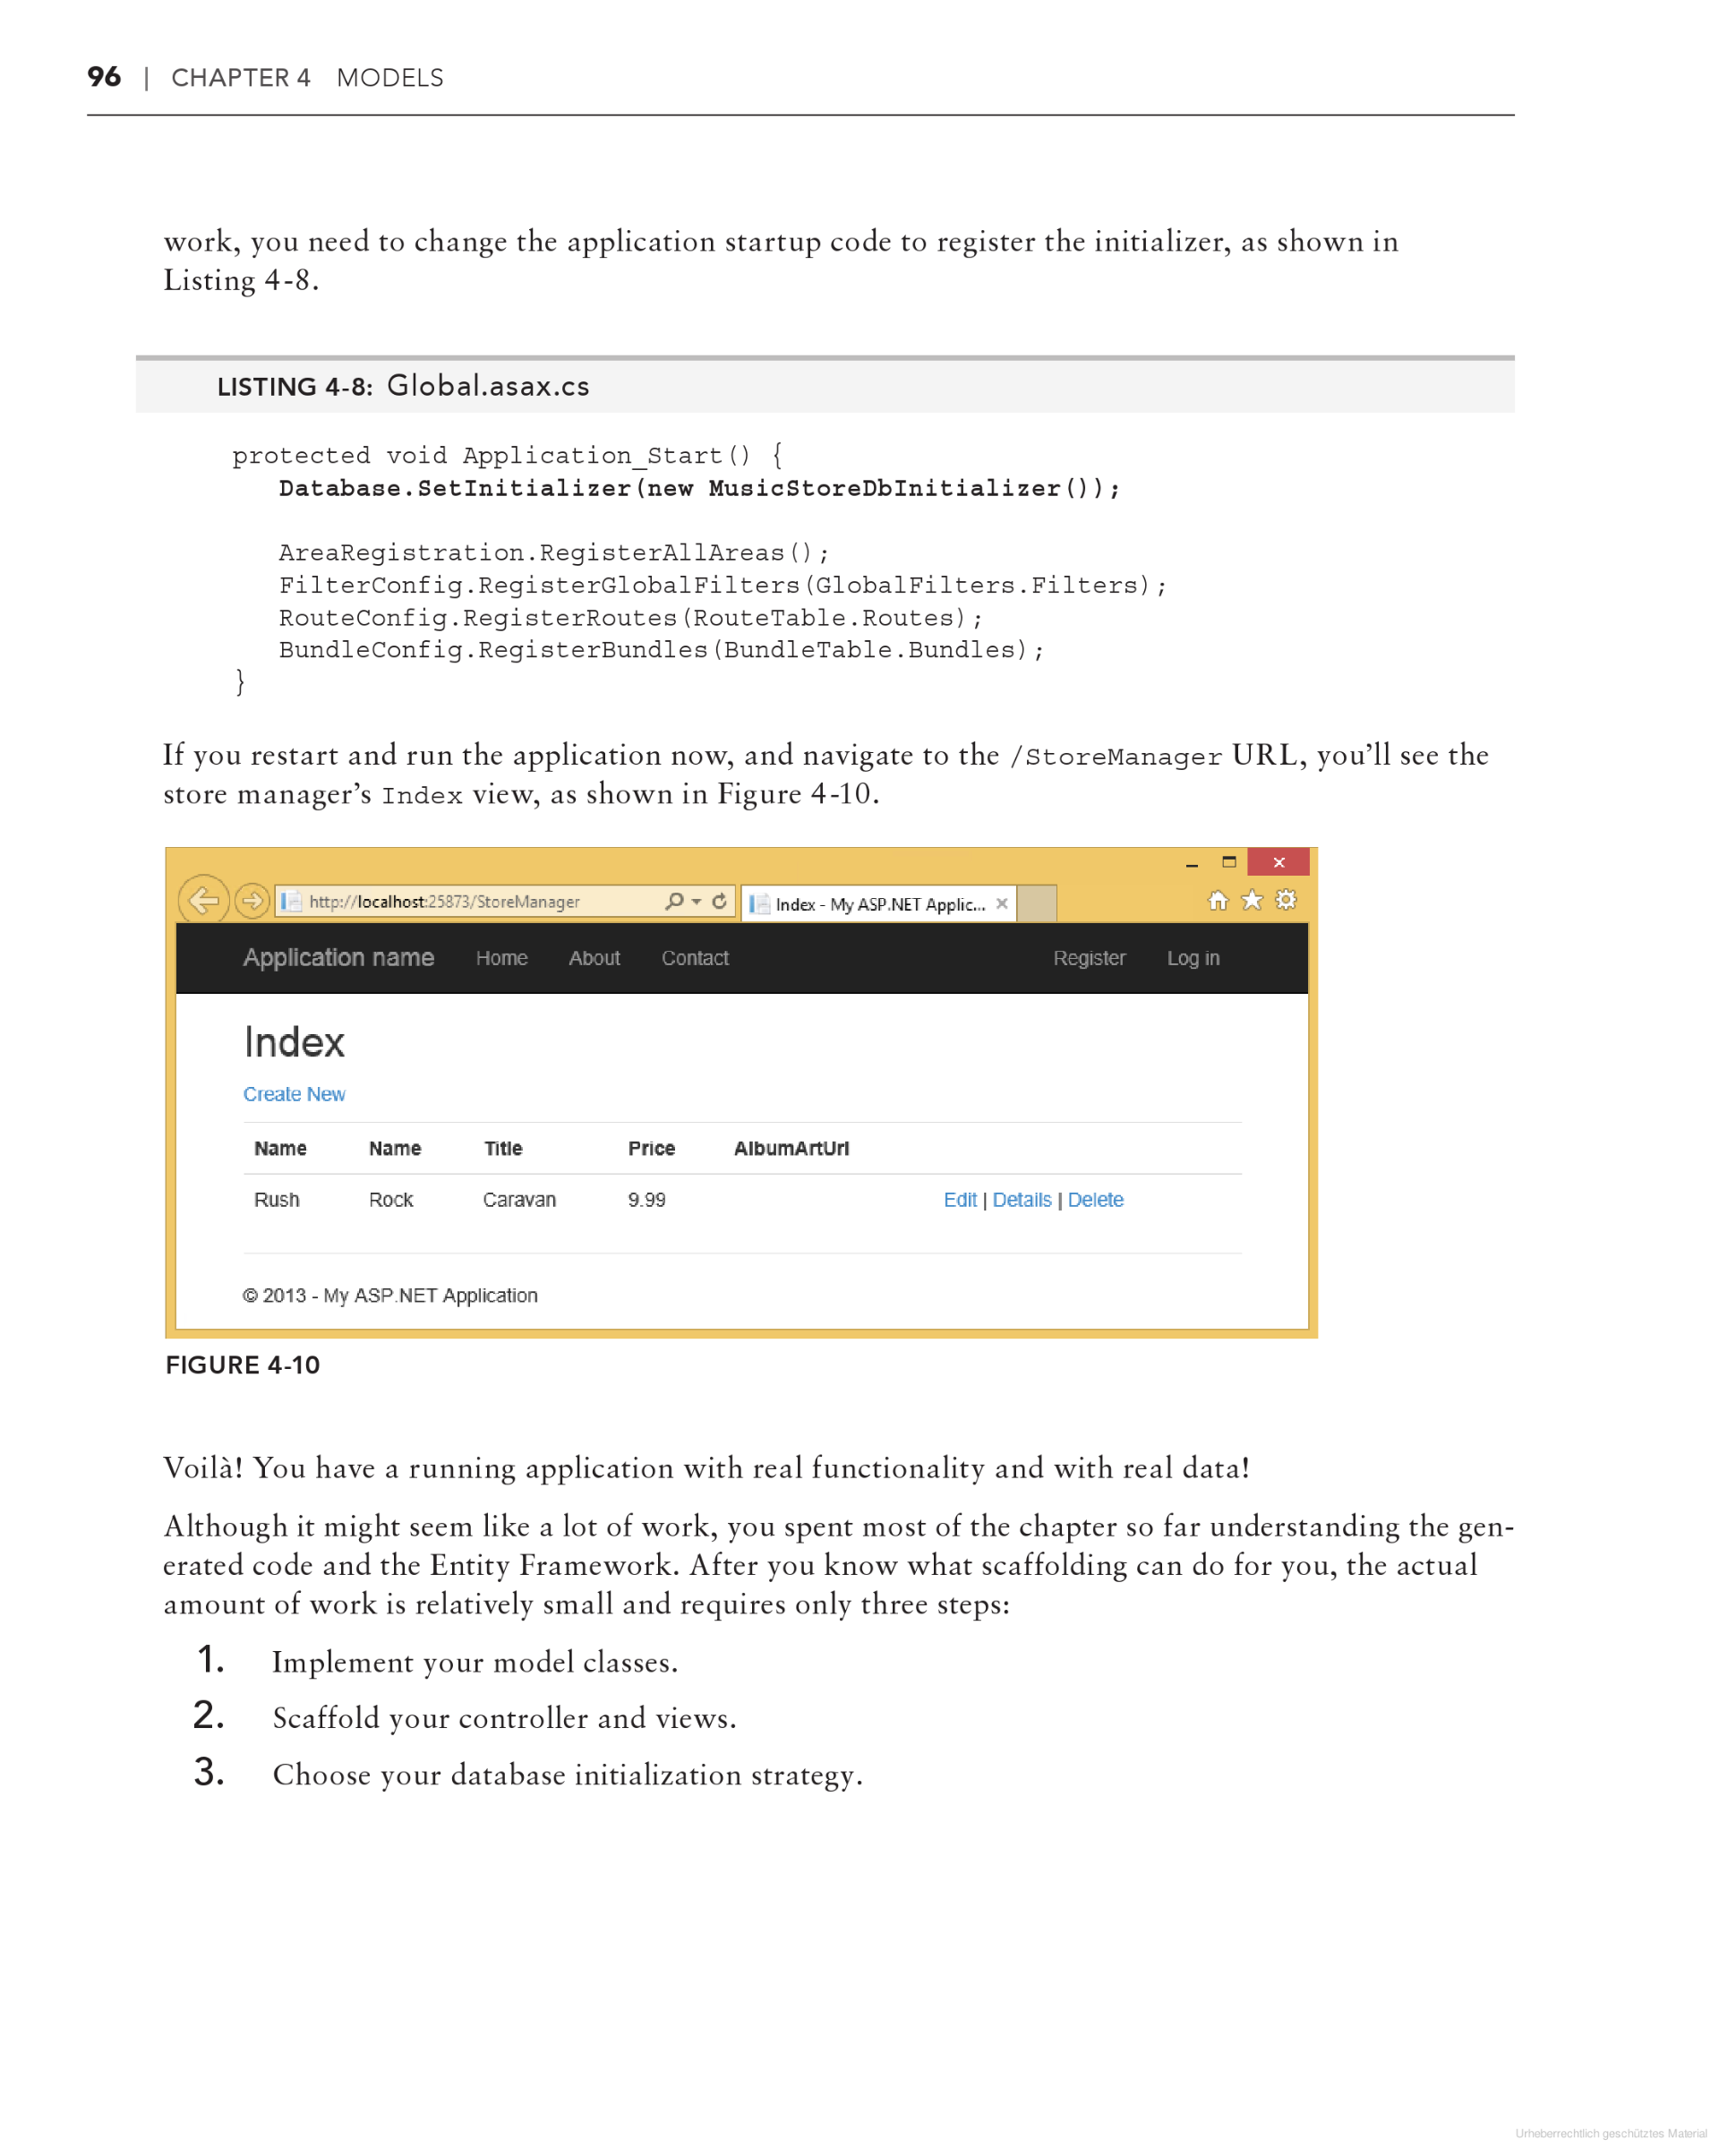 96 | CHAPTER 4 MODELS
work, you need to change the application startup code to register the initializer, as shown in
Listing 4-8.
LISTING 4-8: Global.asax.cs
protected void Application_Start() {
   Database.SetInitializer(new MusicStoreDbInitializer());
   AreaRegistration.RegisterAllAreas();
   FilterConfig.RegisterGlobalFilters(GlobalFilters.Filters);
   RouteConfig.RegisterRoutes(RouteTable.Routes);
   BundleConfig.RegisterBundles(BundleTable.Bundles);
}
If you restart and run the application now, and navigate to the /StoreManager URL, you’ll see the
store manager’s Index view, as shown in Figure 4-10.
http://localhost:25873/StoreManager Index - My ASP.NET Applic...
Application name Home About Contact Register Log in
Index
Create New
Name Name Title Price AlbumArtUrl
Rush Rock Caravan 9.99 Edit | Details | Delete
© 2013 - My ASP.NET Application
FIGURE 4-10
Voilà! You have a running application with real functionality and with real data!
Although it might seem like a lot of work, you spent most of the chapter so far understanding the gen-
erated code and the Entity Framework. After you know what scaffolding can do for you, the actual
amount of work is relatively small and requires only three steps:
1. Implement your model classes.
2. Scaffold your controller and views.
3. Choose your database initialization strategy.
Urheberrechtlich geschütztes Material